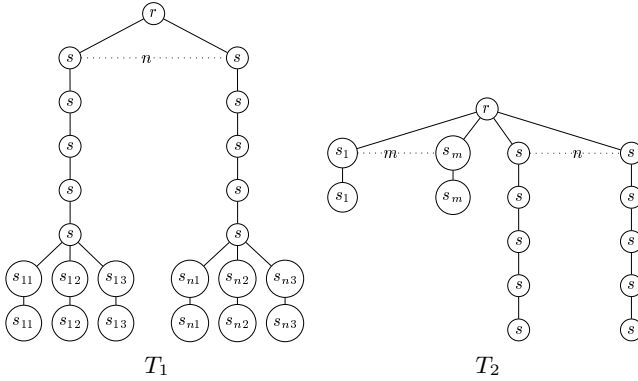 r
s n s
s s
s s
s s
s s
s₁₁ s₁₂ s₁₃ sₙ₁ sₙ₂ sₙ₃
s₁₁ s₁₂ s₁₃ sₙ₁ sₙ₂ sₙ₃
T₁
r
s₁ m sₘ s n s
s₁ sₘ s s
s s
s s
s s
T₂